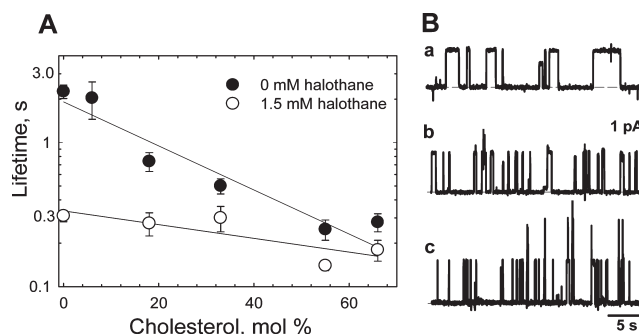 A
B
Lifetime, s
3.0
1
0.3
0.1
0 mM halothane
1.5 mM halothane
0
20
40
60
Cholesterol, mol %
a
b
1 pA
c
5 s